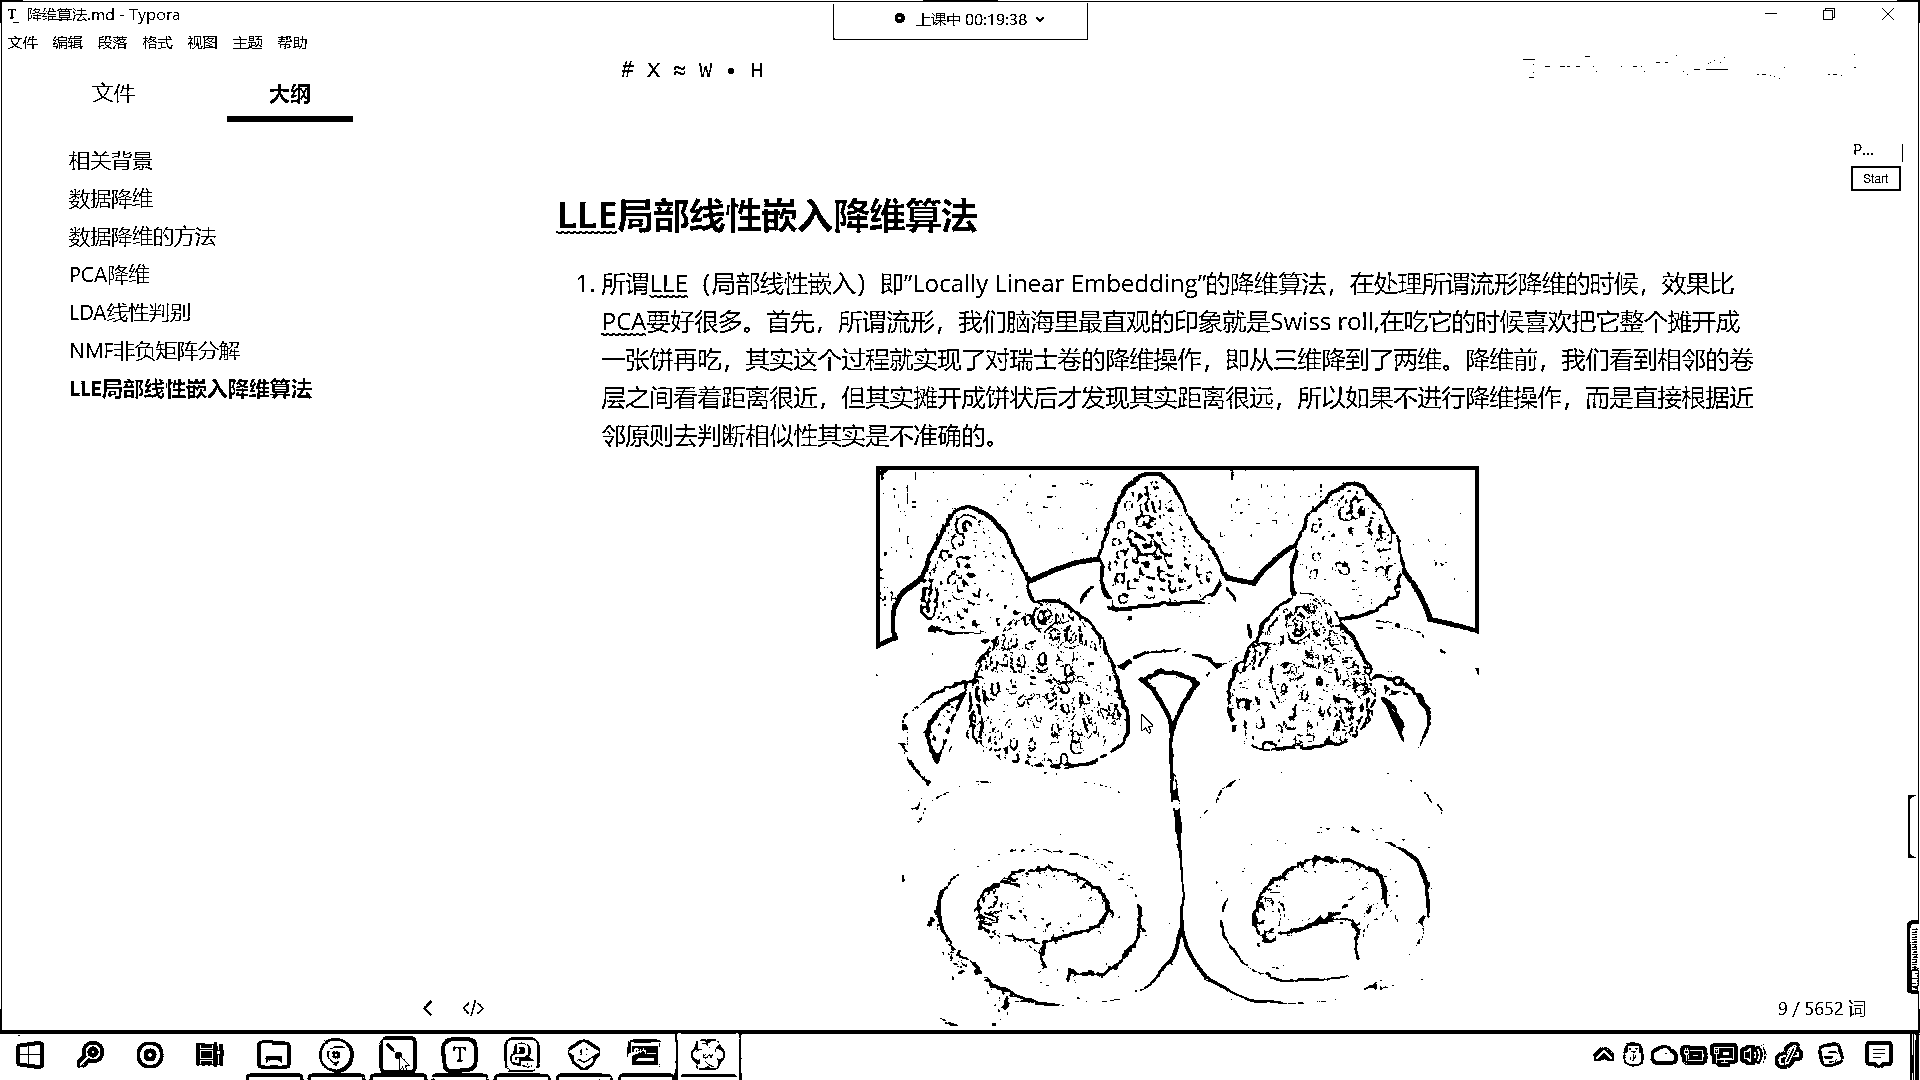 降维算法.md - Typora
上课中 00:19:38
文件 编辑 段落 格式 视图 主题 帮助
文件 大纲
# X ≈ W • H
相关背景
数据降维
数据降维的方法
PCA降维
LDA线性判别
NMF非负矩阵分解
LLE局部线性嵌入降维算法
P...
Start
LLE局部线性嵌入降维算法
1. 所谓LLE（局部线性嵌入）即”Locally Linear Embedding”的降维算法，在处理所谓流形降维的时候，效果比
PCA要好很多。首先，所谓流形，我们脑海里最直观的印象就是Swiss roll,在吃它的时候喜欢把它整个摊开成
一张饼再吃，其实这个过程就实现了对瑞士卷的降维操作，即从三维降到了两维。降维前，我们看到相邻的卷
层之间看着距离很近，但其实摊开成饼状后才发现其实距离很远，所以如果不进行降维操作，而是直接根据近
邻原则去判断相似性其实是不准确的。
9 / 5652 词